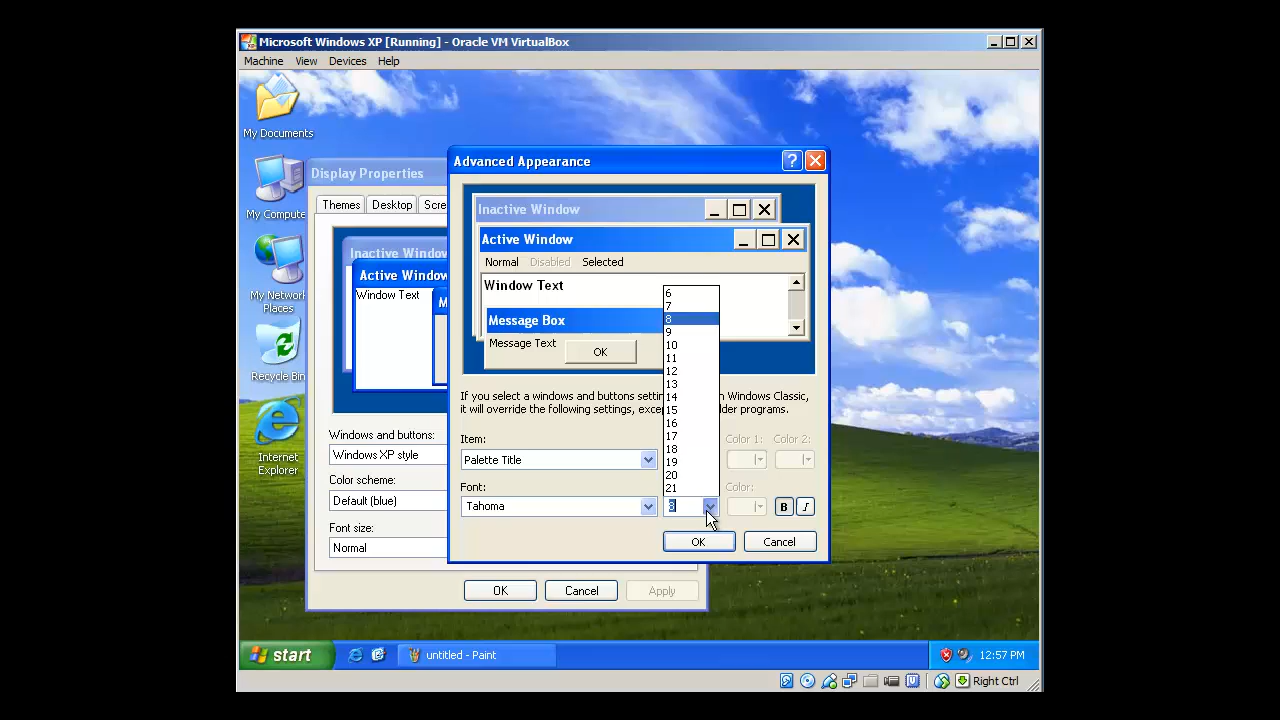 Microsoft Windows XP [Running] - Oracle VM VirtualBox
Machine View Devices Help
My Documents
My Compute
My Network
Places
Recycle Bin
Internet
Explorer
Display Properties
Themes Desktop Scre
Inactive Window
Active Window
Window Text
M
Windows and buttons:
Windows XP style
Color scheme:
Default (blue)
Font size:
Normal
OK Cancel Apply
Advanced Appearance
Inactive Window
Active Window
Normal Disabled Selected
Window Text
Message Box
Message Text
OK
If you select a windows and buttons setti n Windows Classic,
it will override the following settings, exce der programs.
Item:
Palette Title
Color 1: Color 2:
Font:
Tahoma
8
Color:
B I
6
7
8
9
10
11
12
13
14
15
16
17
18
19
20
21
OK Cancel
start
untitled - Paint
12:57 PM
Right Ctrl